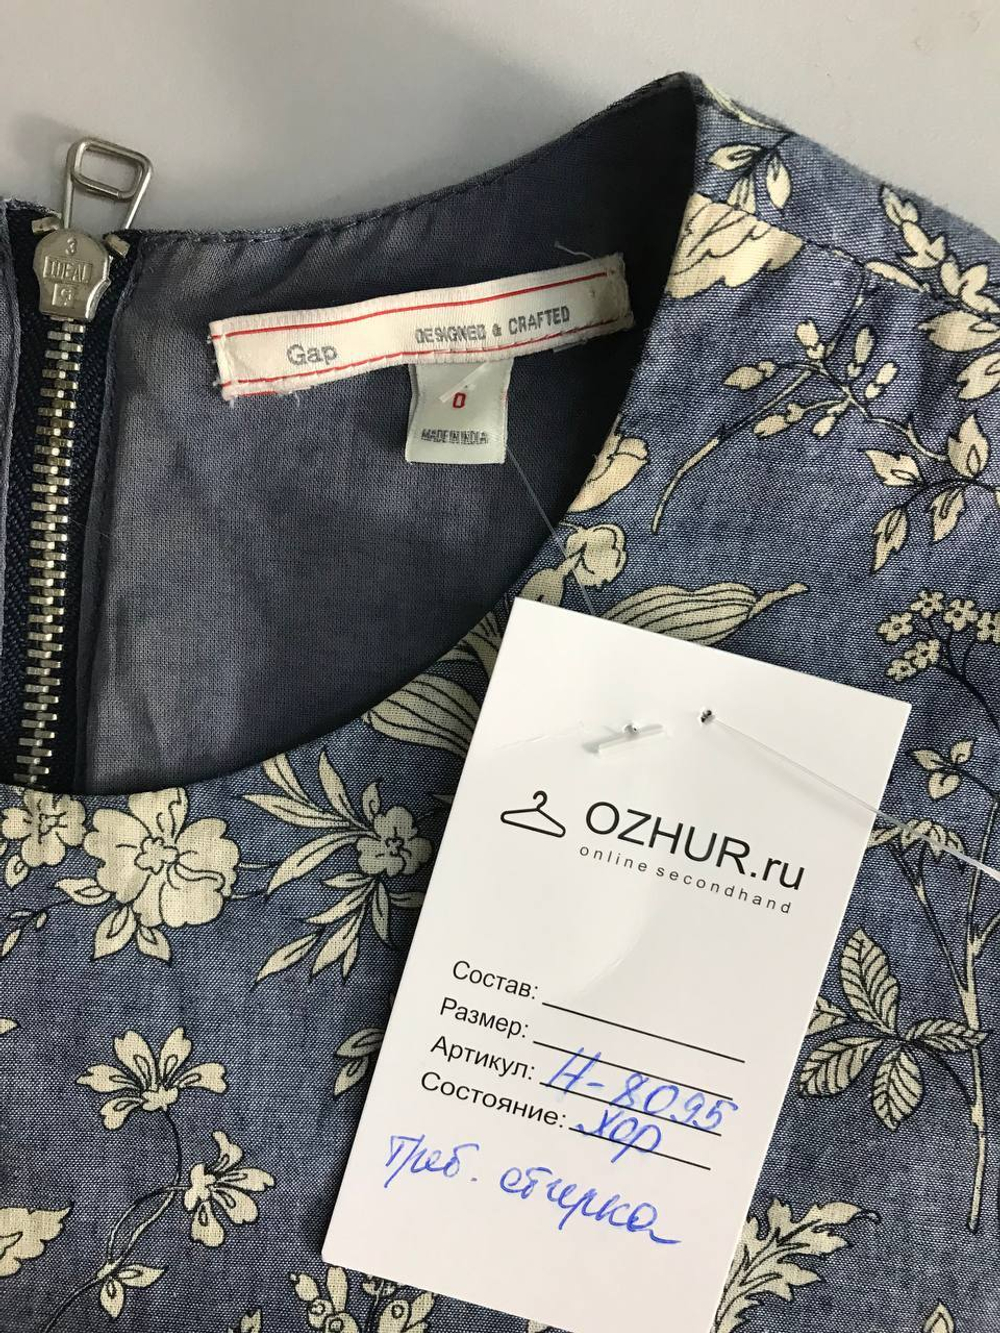 3
IDEAL
Gap
DESIGNED & CRAFTED
0
MADE IN INDIA
OZHUR.ru
online secondhand
Состав:
Размер:
Артикул: Н-8095
Состояние: хор
треб. стирка